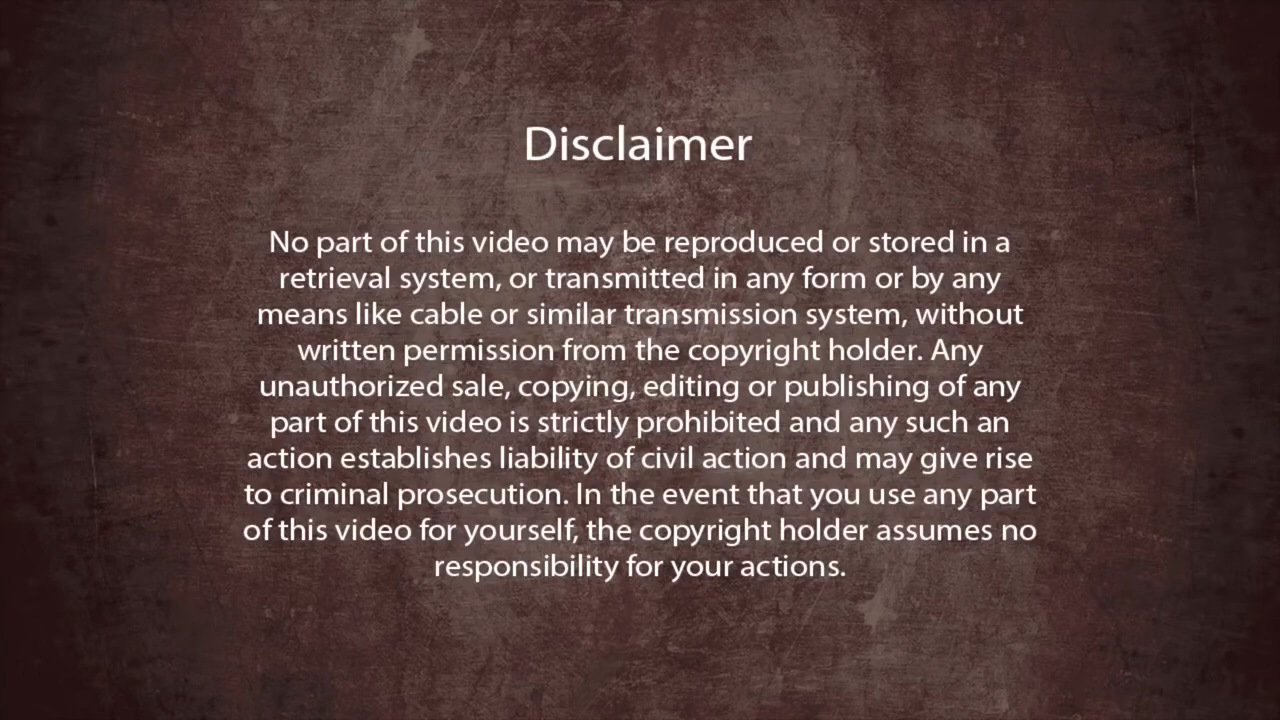 Disclaimer
No part of this video may be reproduced or stored in a
retrieval system, or transmitted in any form or by any
means like cable or similar transmission system, without
written permission from the copyright holder. Any
unauthorized sale, copying, editing or publishing of any
part of this video is strictly prohibited and any such an
action establishes liability of civil action and may give rise
to criminal prosecution. In the event that you use any part
of this video for yourself, the copyright holder assumes no
responsibility for your actions.